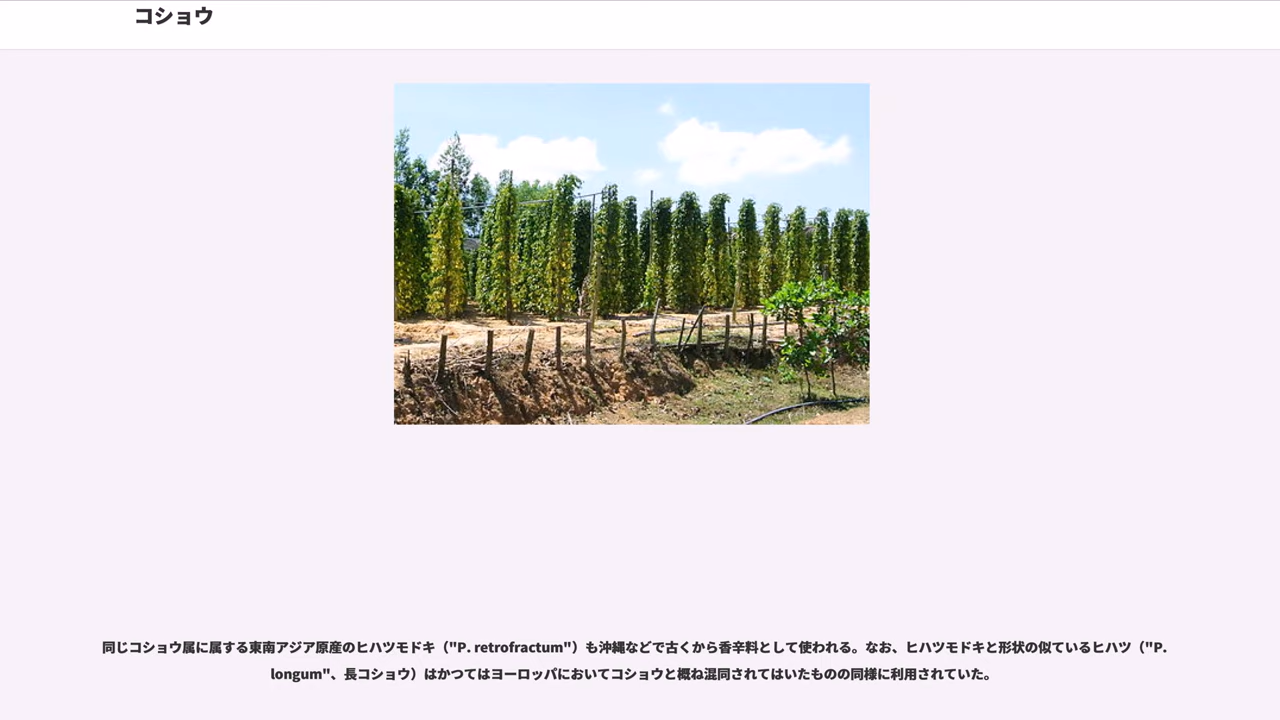 コショウ
同じコショウ属に属する東南アジア原産のヒハツモドキ（"P. retrofractum"）も沖縄などで古くから香辛料として使われる。なお、ヒハツモドキと形状の似ているヒハツ（"P.
longum"、長コショウ）はかつてはヨーロッパにおいてコショウと概ね混同されてはいたものの同様に利用されていた。